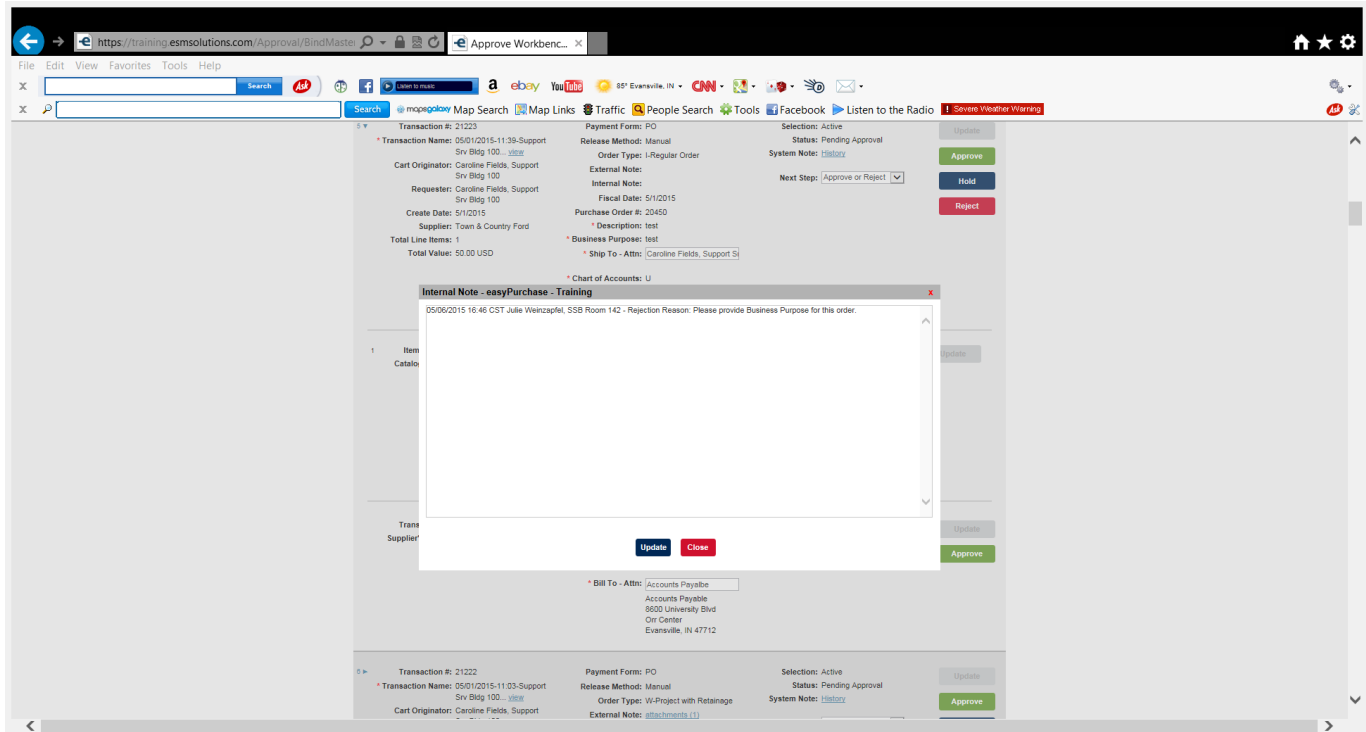 https://training.esmsolutions.com/Approval/BindMaste
Approve Workbenc...
File Edit View Favorites Tools Help
x Search Ask Listen to music a ebay YouTube 85° Evansville, IN CNN
x Search mapsgalaxy Map Search Map Links Traffic People Search Tools Facebook Listen to the Radio ! Severe Weather Warning Ask
Transaction #: 21223 Payment Form: PO Selection: Active Update
* Transaction Name: 05/01/2015-11:39-Support Release Method: Manual Status: Pending Approval
Srv Bldg 100... view Order Type: I-Regular Order System Note: History Approve
Cart Originator: Caroline Fields, Support External Note:
Srv Bldg 100 Internal Note: Next Step: Approve or Reject Hold
Requester: Caroline Fields, Support
Srv Bldg 100 Fiscal Date: 5/1/2015 Reject
Create Date: 5/1/2015 Purchase Order #: 20450
Supplier: Town & Country Ford * Description: test
Total Line Items: 1 * Business Purpose: test
Total Value: 50.00 USD * Ship To - Attn: Caroline Fields, Support S
* Chart of Accounts: U
Internal Note - easyPurchase - Training x
05/06/2015 16:46 CST Julie Weinzapfel, SSB Room 142 - Rejection Reason: Please provide Business Purpose for this order.
1 Item Update
Catalo
Trans Update
Supplier'
Update Close
Approve
* Bill To - Attn: Accounts Payalbe
Accounts Payable
8600 University Blvd
Orr Center
Evansville, IN 47712
Transaction #: 21222 Payment Form: PO Selection: Active Update
* Transaction Name: 05/01/2015-11:03-Support Release Method: Manual Status: Pending Approval
Srv Bldg 100... view Order Type: W-Project with Retainage System Note: History Approve
Cart Originator: Caroline Fields, Support External Note: attachments (1)